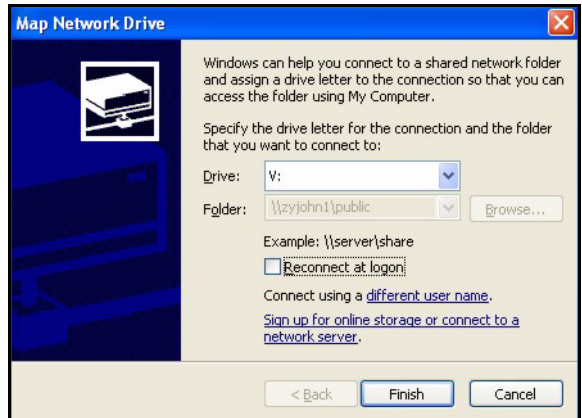 Map Network Drive
Windows can help you connect to a shared network folder
and assign a drive letter to the connection so that you can
access the folder using My Computer.
Specify the drive letter for the connection and the folder
that you want to connect to:
Drive: V:
Folder: \\zyjohn1\public Browse...
Example: \\server\share
Reconnect at logon
Connect using a different user name.
Sign up for online storage or connect to a
network server.
< Back Finish Cancel